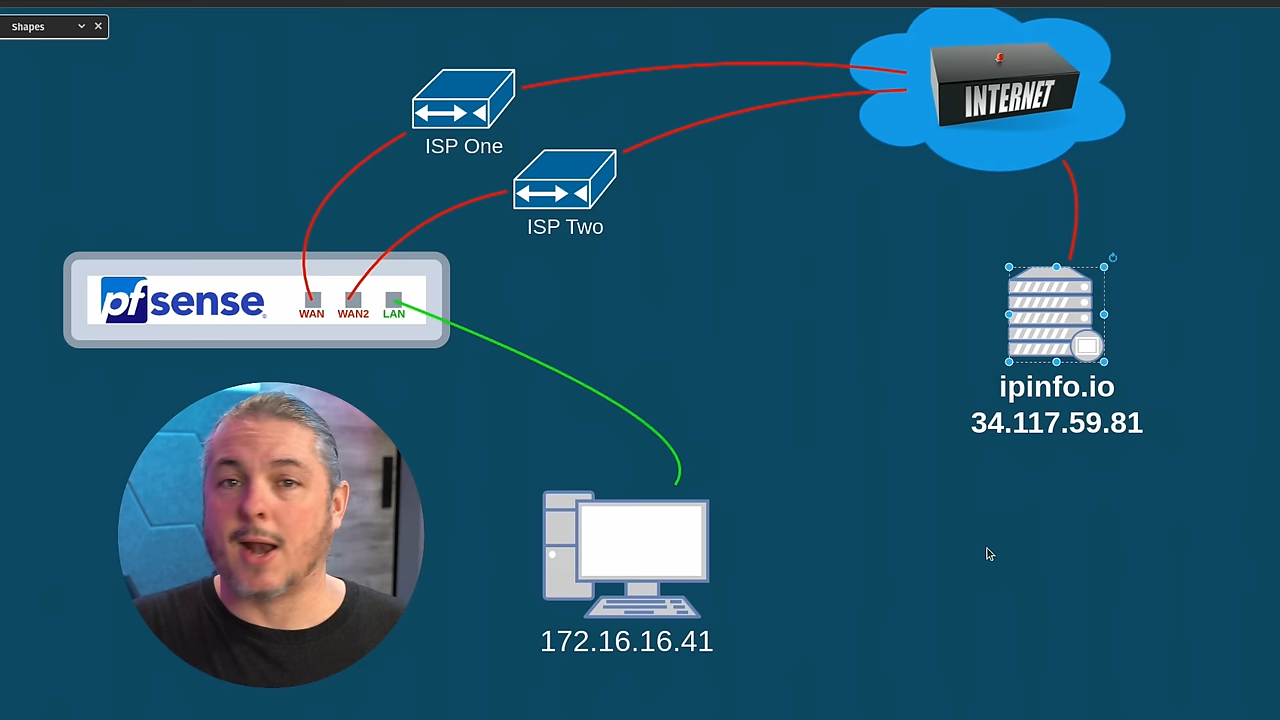 Shapes
INTERNET
ISP One
ISP Two
pfsense
WAN WAN2 LAN
ipinfo.io
34.117.59.81
172.16.16.41